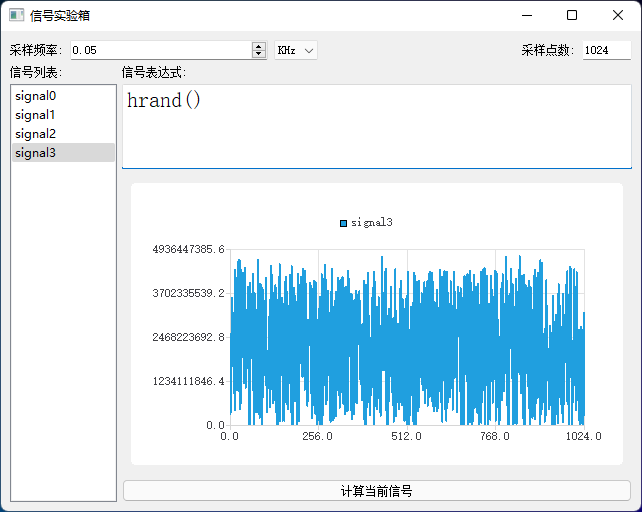 信号实验箱
采样频率: 0.05 KHz 采样点数: 1024
信号列表: 信号表达式:
signal0
signal1
signal2
signal3
hrand()
signal3
4936447385.6
3702335539.2
2468223692.8
1234111846.4
0.0
0.0 256.0 512.0 768.0 1024.0
计算当前信号